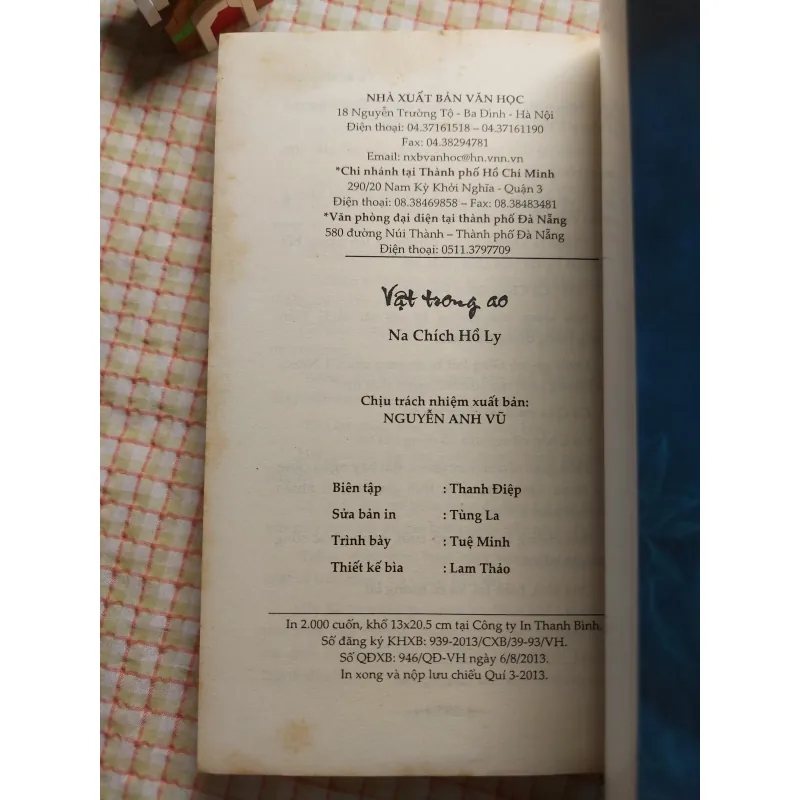 NHÀ XUẤT BẢN VĂN HỌC
18 Nguyễn Trường Tộ - Ba Đình - Hà Nội
Điện thoại: 04.37161518 – 04.37161190
Fax: 04.38294781
Email: nxbvanhoc@hn.vnn.vn
*Chi nhánh tại Thành phố Hồ Chí Minh
290/20 Nam Kỳ Khởi Nghĩa - Quận 3
Điện thoại: 08.38469858 – Fax: 08.38483481
*Văn phòng đại diện tại thành phố Đà Nẵng
580 đường Núi Thành – Thành phố Đà Nẵng
Điện thoại: 0511.3797709
Vật trong ao
Na Chích Hồ Ly
Chịu trách nhiệm xuất bản:
NGUYỄN ANH VŨ
Biên tập : Thanh Điệp
Sửa bản in : Tùng La
Trình bày : Tuệ Minh
Thiết kế bìa : Lam Thảo
In 2.000 cuốn, khổ 13x20.5 cm tại Công ty In Thanh Bình.
Số đăng ký KHXB: 939-2013/CXB/39-93/VH.
Số QĐXB: 946/QĐ-VH ngày 6/8/2013.
In xong và nộp lưu chiểu Quí 3-2013.